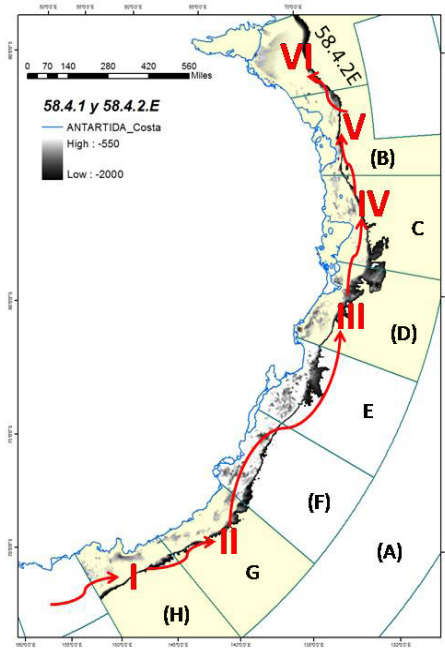 58.4.2E
0 70 140 280 420 560
Miles
58.4.1 y 58.4.2.E
ANTARTIDA_Costa
High : -550
Low : -2000
VI
V
(B)
IV
C
III
(D)
E
(F)
(A)
II
G
I
(H)